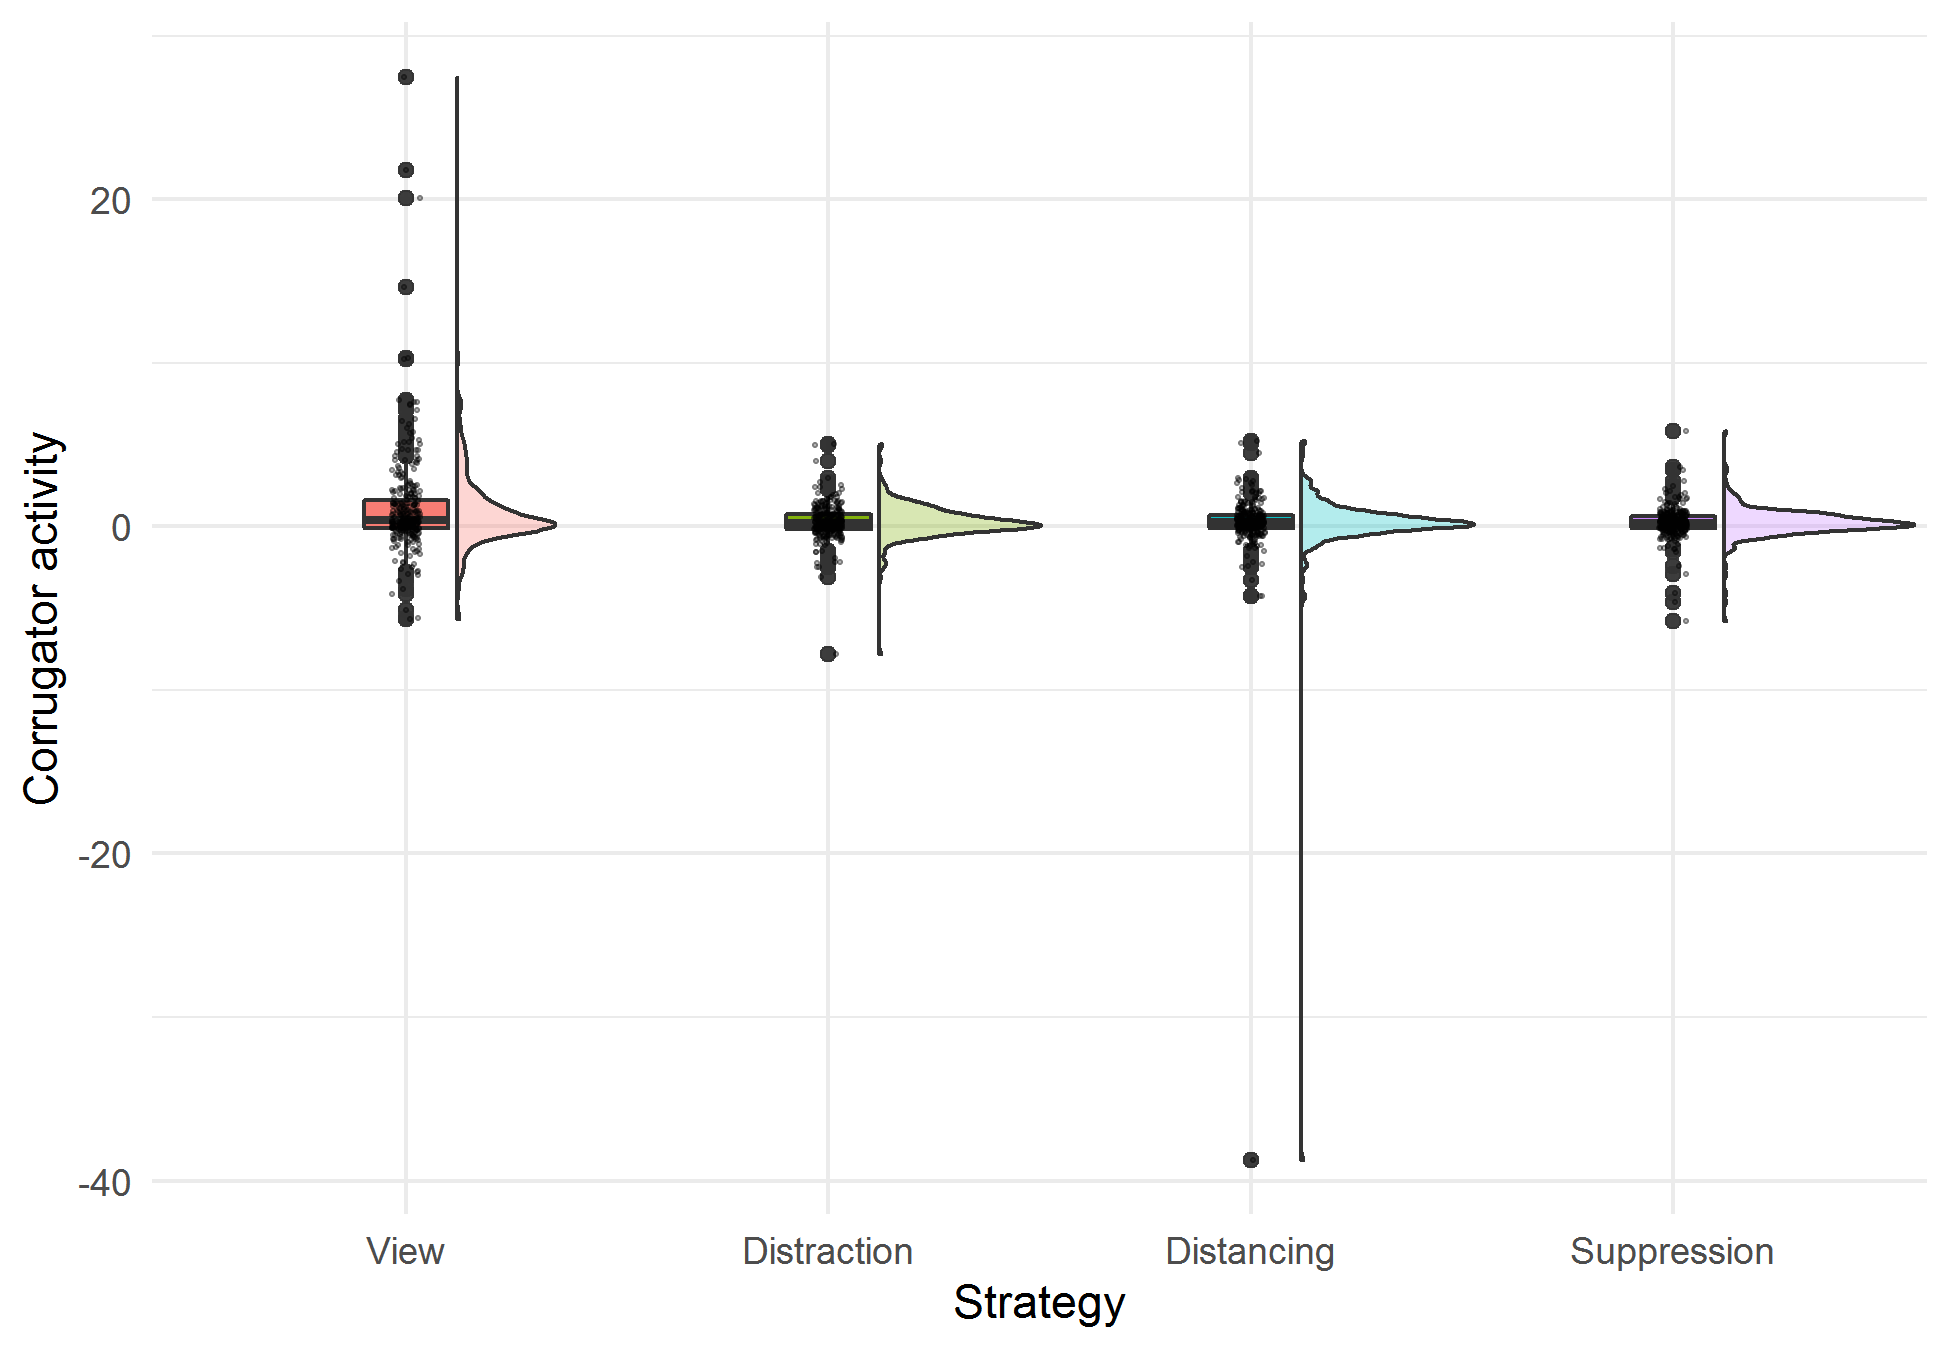 Corrugator activity
20
0
-20
-40
View
Distraction
Distancing
Suppression
Strategy